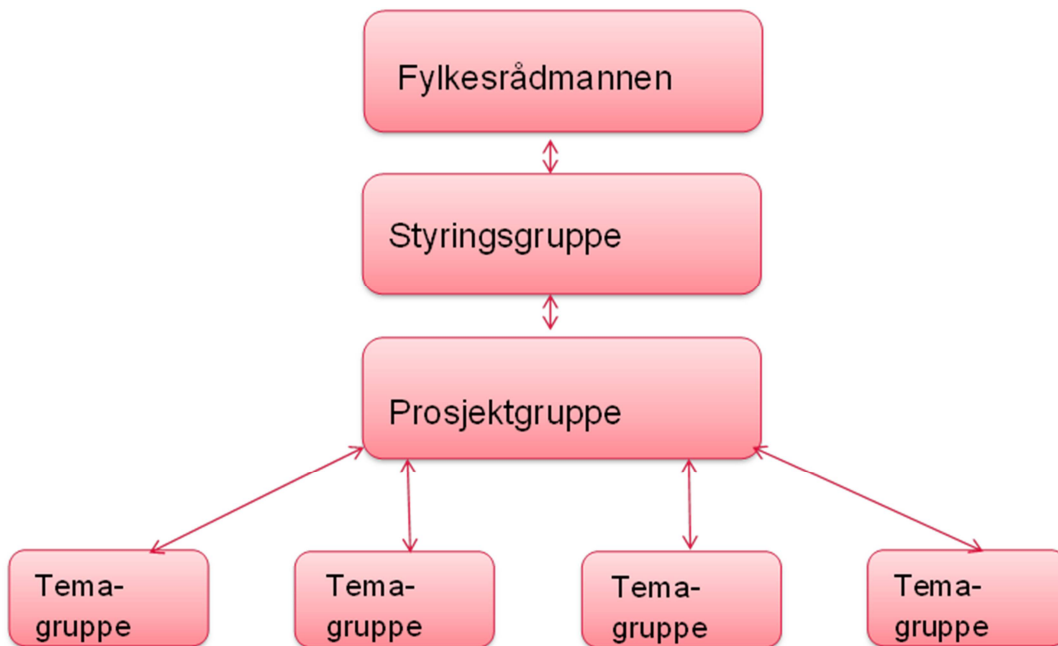 Fylkesrådmannen
Styringsgruppe
Prosjektgruppe
Tema-
gruppe
Tema-
gruppe
Tema-
gruppe
Tema-
gruppe